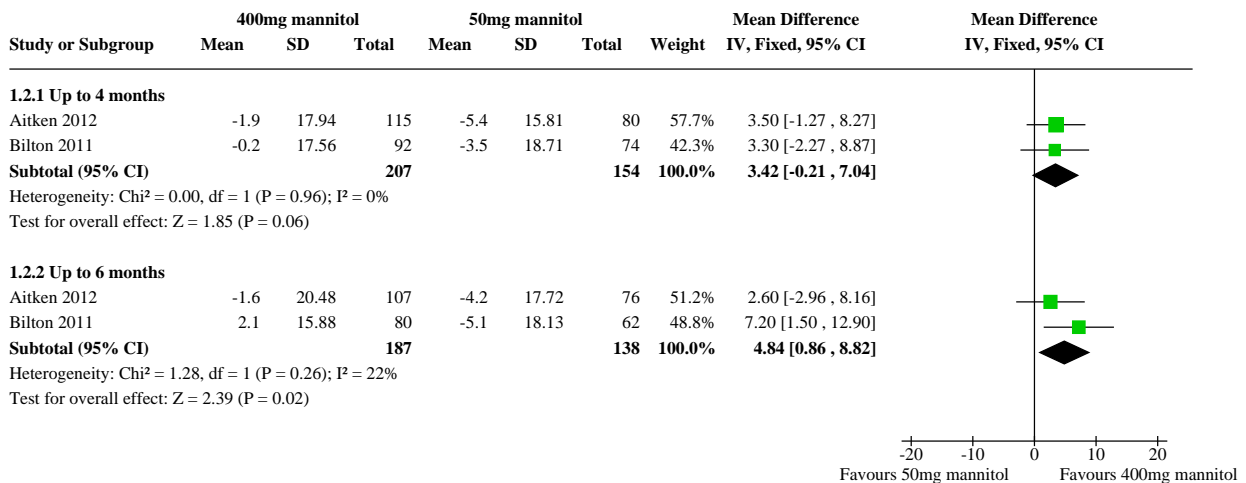 400mg mannitol 50mg mannitol Mean Difference Mean Difference
Study or Subgroup Mean SD Total Mean SD Total Weight IV, Fixed, 95% CI IV, Fixed, 95% CI
1.2.1 Up to 4 months
Aitken 2012 -1.9 17.94 115 -5.4 15.81 80 57.7% 3.50 [-1.27 , 8.27]
Bilton 2011 -0.2 17.56 92 -3.5 18.71 74 42.3% 3.30 [-2.27 , 8.87]
Subtotal (95% CI) 207 154 100.0% 3.42 [-0.21 , 7.04]
Heterogeneity: Chi² = 0.00, df = 1 (P = 0.96); I² = 0%
Test for overall effect: Z = 1.85 (P = 0.06)
1.2.2 Up to 6 months
Aitken 2012 -1.6 20.48 107 -4.2 17.72 76 51.2% 2.60 [-2.96 , 8.16]
Bilton 2011 2.1 15.88 80 -5.1 18.13 62 48.8% 7.20 [1.50 , 12.90]
Subtotal (95% CI) 187 138 100.0% 4.84 [0.86 , 8.82]
Heterogeneity: Chi² = 1.28, df = 1 (P = 0.26); I² = 22%
Test for overall effect: Z = 2.39 (P = 0.02)
-20 -10 0 10 20
Favours 50mg mannitol Favours 400mg mannitol